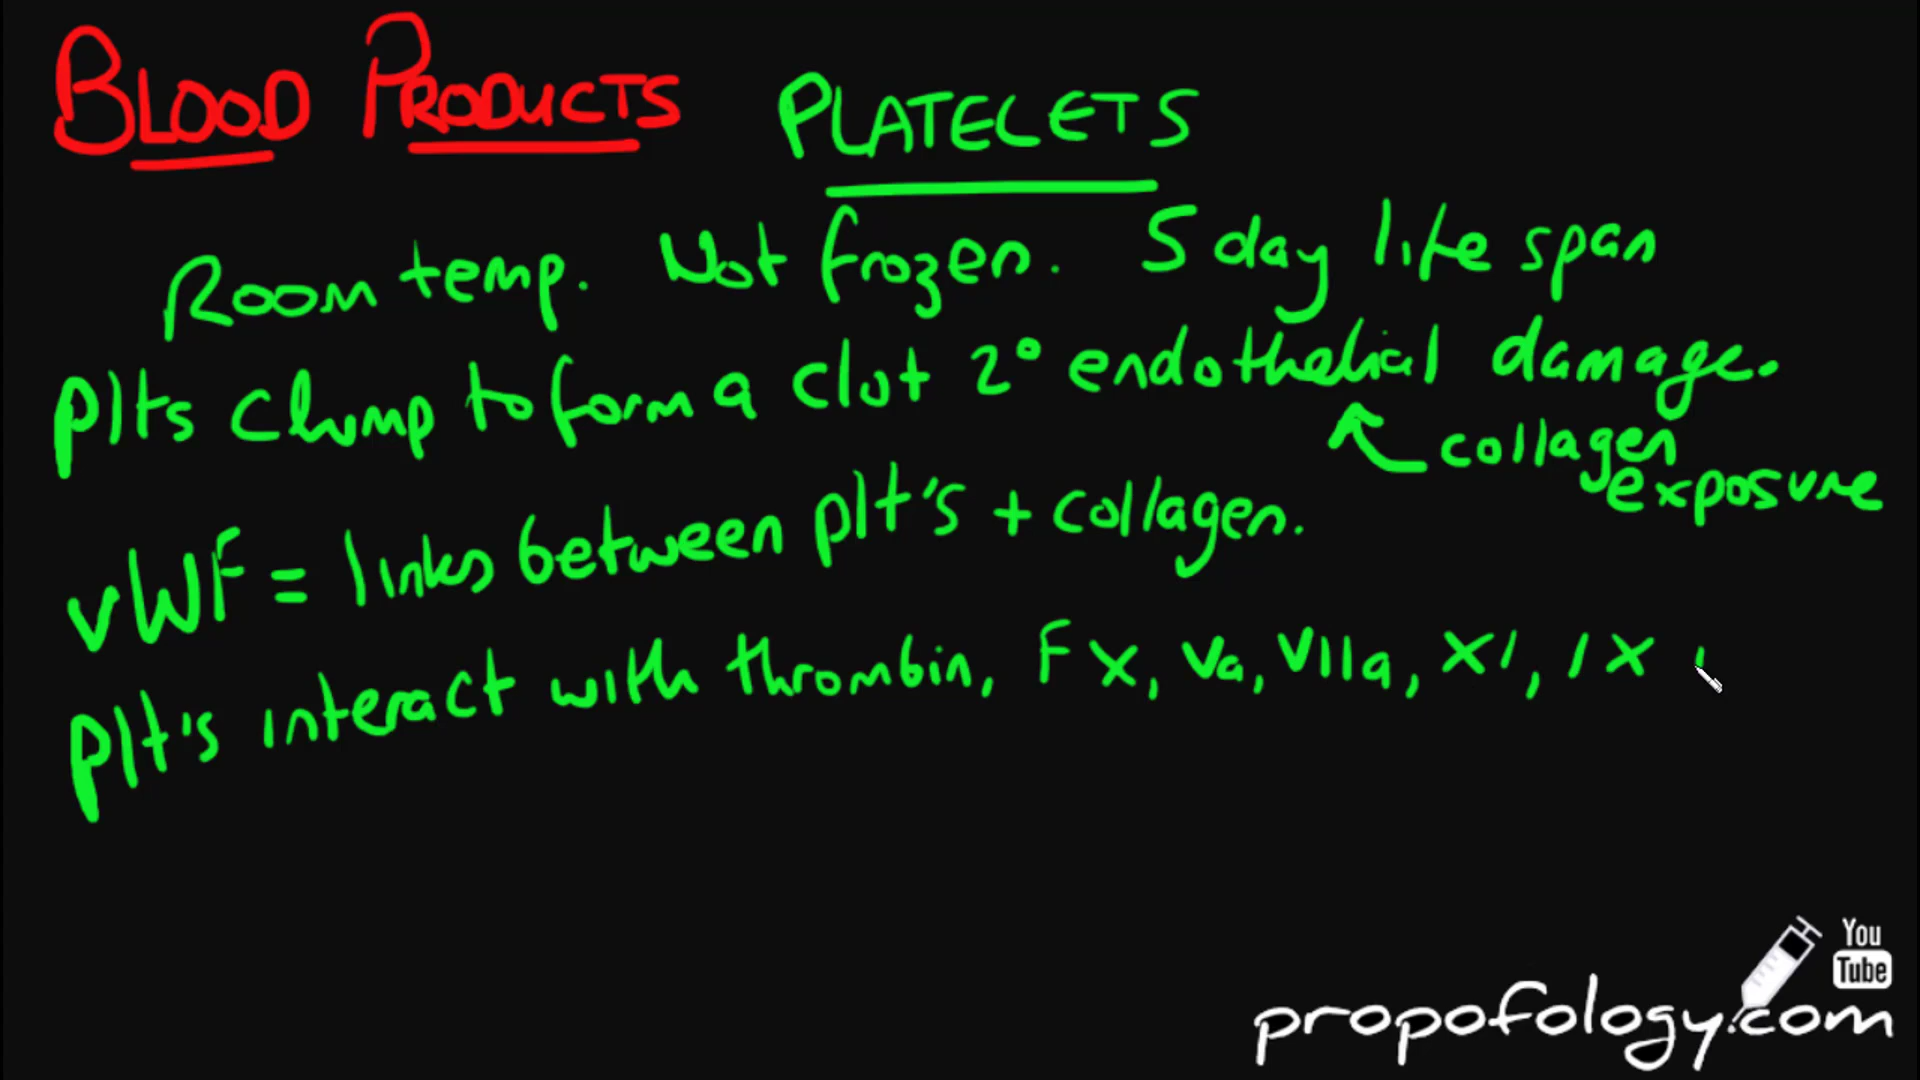 BLOOD PRODUCTS PLATELETS
Room temp. Not frozen. 5 day life span
Plts clump to form a clot 2° endothelial damage.
collagen
exposure
vWF = links between plt's + collagen.
plt's interact with thrombin, F X, Va, VIIa, XI, IX
You
Tube
propofology.com